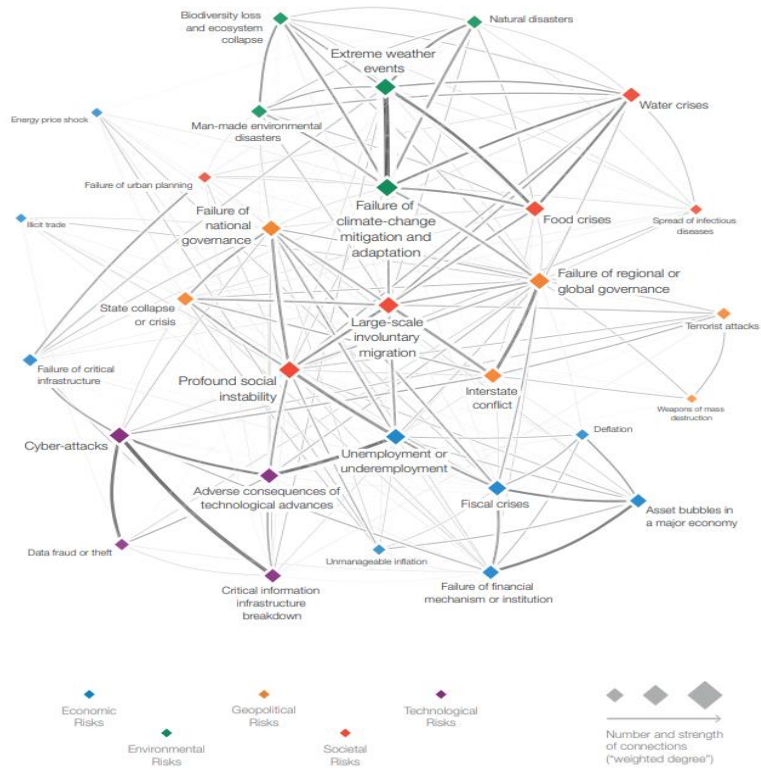 Biodiversity loss
and ecosystem
collapse
Natural disasters
Extreme weather
events
Water crises
Energy price shock
Man-made environmental
disasters
Failure of urban planning
Failure of
climate-change
mitigation and
adaptation
Food crises
Spread of infectious
diseases
Illicit trade
Failure of
national
governance
Failure of regional or
global governance
State collapse
or crisis
Large-scale
involuntary
migration
Terrorist attacks
Failure of critical
infrastructure
Profound social
instability
Interstate
conflict
Weapons of mass
destruction
Cyber-attacks
Unemployment or
underemployment
Deflation
Adverse consequences of
technological advances
Fiscal crises
Asset bubbles in
a major economy
Data fraud or theft
Unmanageable inflation
Critical information
infrastructure
breakdown
Failure of financial
mechanism or institution
Economic
Risks
Environmental
Risks
Geopolitical
Risks
Societal
Risks
Technological
Risks
Number and strength
of connections
("weighted degree")